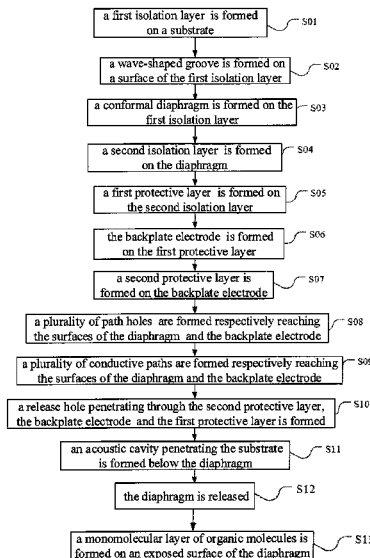 a first isolation layer is formed
on a substrate
S01
a wave-shaped groove is formed on
a surface of the first isolation layer
S02
a conformal diaphragm is formed on the
first isolation layer
S03
a second isolation layer is formed
on the diaphragm
S04
a first protective layer is formed on
the second isolation layer
S05
the backplate electrode is formed
on the first protective layer
S06
a second protective layer is
formed on the backplate electrode
S07
a plurality of path holes are formed respectively reaching
the surfaces of the diaphragm and the backplate electrode
S08
a plurality of conductive paths are formed respectively reaching
the surfaces of the diaphragm and the backplate electrode
S09
a release hole penetrating through the second protective layer,
the backplate electrode and the first protective layer is formed
S10
an acoustic cavity penetrating the substrate
is formed below the diaphragm
S11
the diaphragm is released
S12
a monomolecular layer of organic molecules is
formed on an exposed surface of the diaphragm
S13